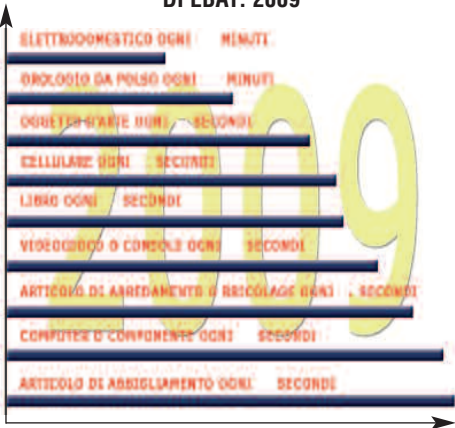 DI EBAY: 2009
ELETTRODOMESTICO OGNI MINUTI
OROLOGIO DA POLSO OGNI MINUTI
OGGETTO D'ARTE OGNI SECONDI
CELLULARE OGNI SECONDI
LIBRO OGNI SECONDI
VIDEOGIOCO O CONSOLE OGNI SECONDI
ARTICOLO DI ARREDAMENTO O BRICOLAGE OGNI SECONDI
COMPUTER O COMPONENTE OGNI SECONDI
ARTICOLO DI ABBIGLIAMENTO OGNI SECONDI
2009